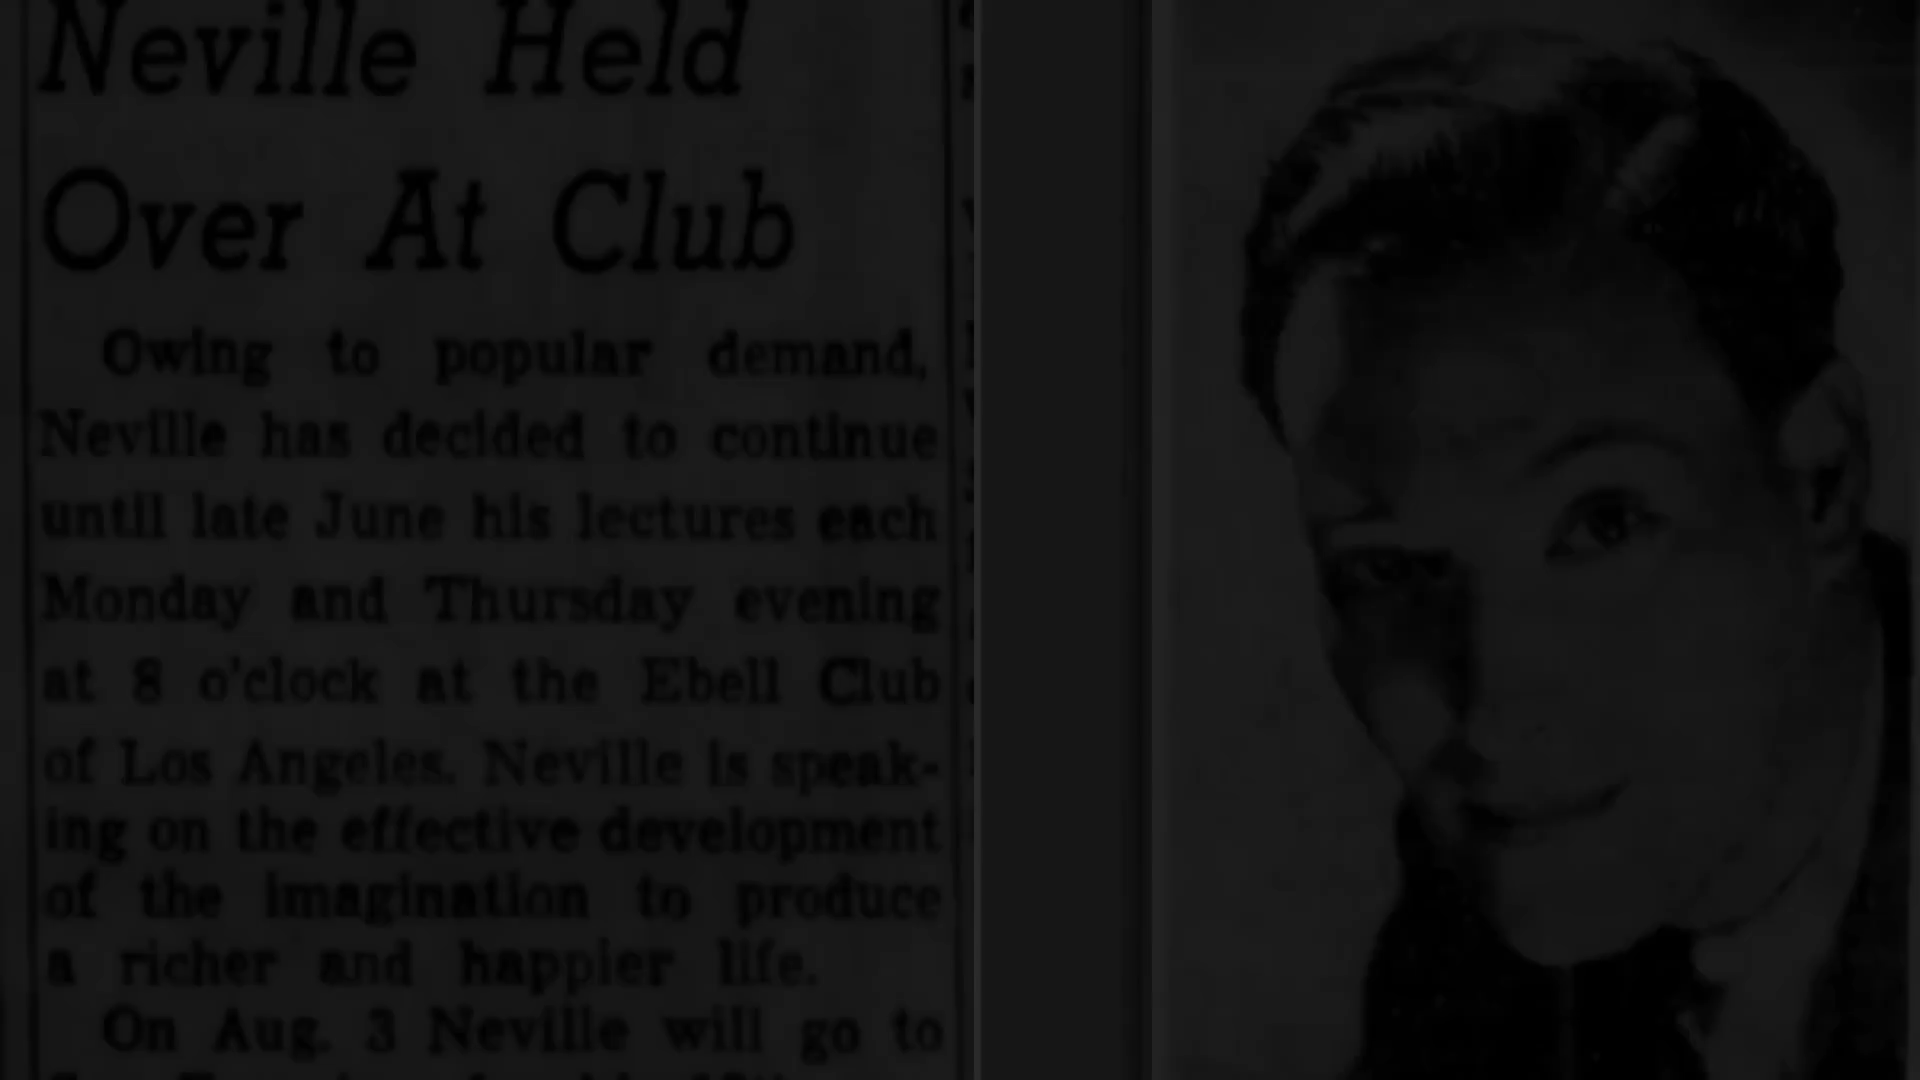 Neville Held
Over At Club
Owing to popular demand,
Neville has decided to continue
until late June his lectures each
Monday and Thursday evening
at 8 o'clock at the Ebell Club
of Los Angeles. Neville is speak-
ing on the effective development
of the imagination to produce
a richer and happier life.
On Aug. 3 Neville will go to